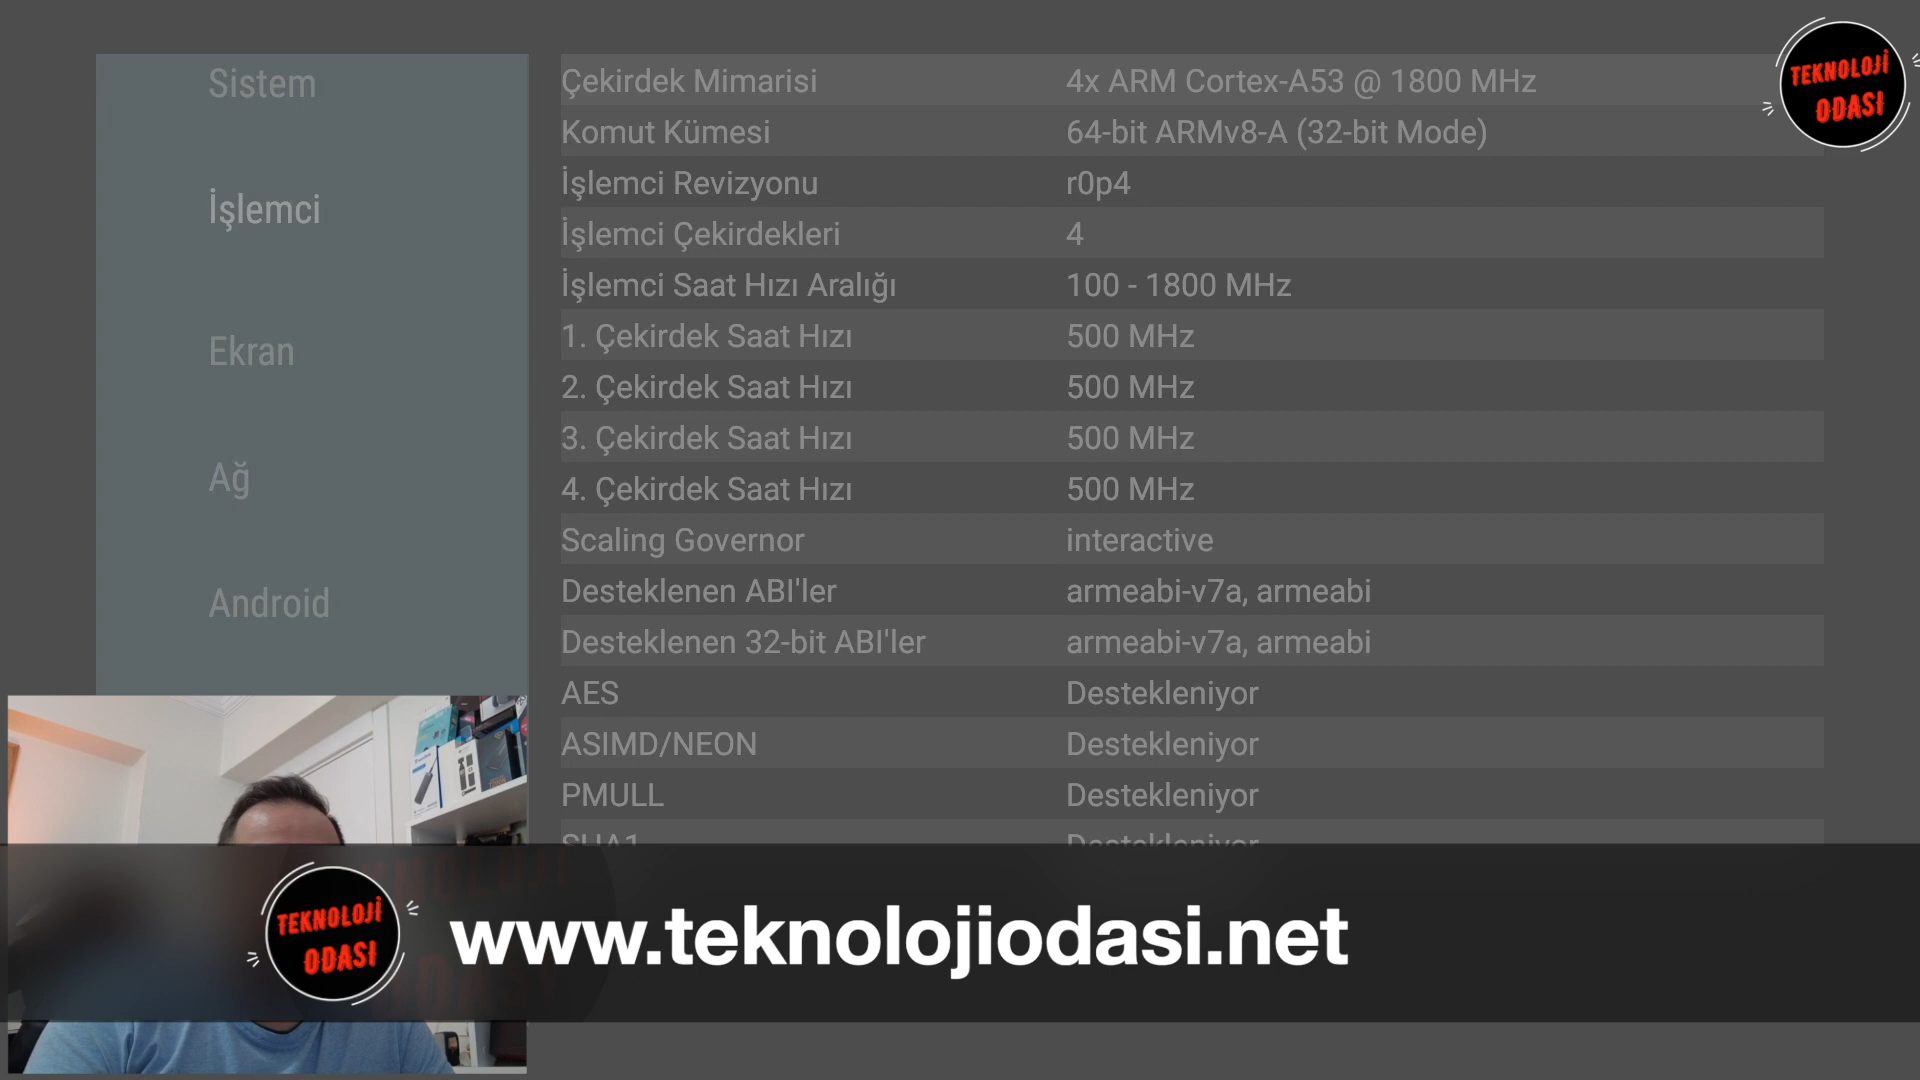 Sistem
İşlemci
Ekran
Ağ
Android
Çekirdek Mimarisi 4x ARM Cortex-A53 @ 1800 MHz
Komut Kümesi 64-bit ARMv8-A (32-bit Mode)
İşlemci Revizyonu r0p4
İşlemci Çekirdekleri 4
İşlemci Saat Hızı Aralığı 100 - 1800 MHz
1. Çekirdek Saat Hızı 500 MHz
2. Çekirdek Saat Hızı 500 MHz
3. Çekirdek Saat Hızı 500 MHz
4. Çekirdek Saat Hızı 500 MHz
Scaling Governor interactive
Desteklenen ABI'ler armeabi-v7a, armeabi
Desteklenen 32-bit ABI'ler armeabi-v7a, armeabi
AES Destekleniyor
ASIMD/NEON Destekleniyor
PMULL Destekleniyor
SHA1 Destekleniyor
TEKNOLOJİ
ODASI
TEKNOLOJİ
ODASI
www.teknolojiodasi.net